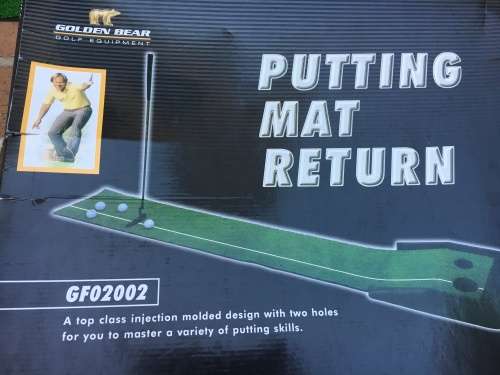 GOLDEN BEAR
GOLF EQUIPMENT
PUTTING
MAT
RETURN
GF02002
A top class injection molded design with two holes
for you to master a variety of putting skills.